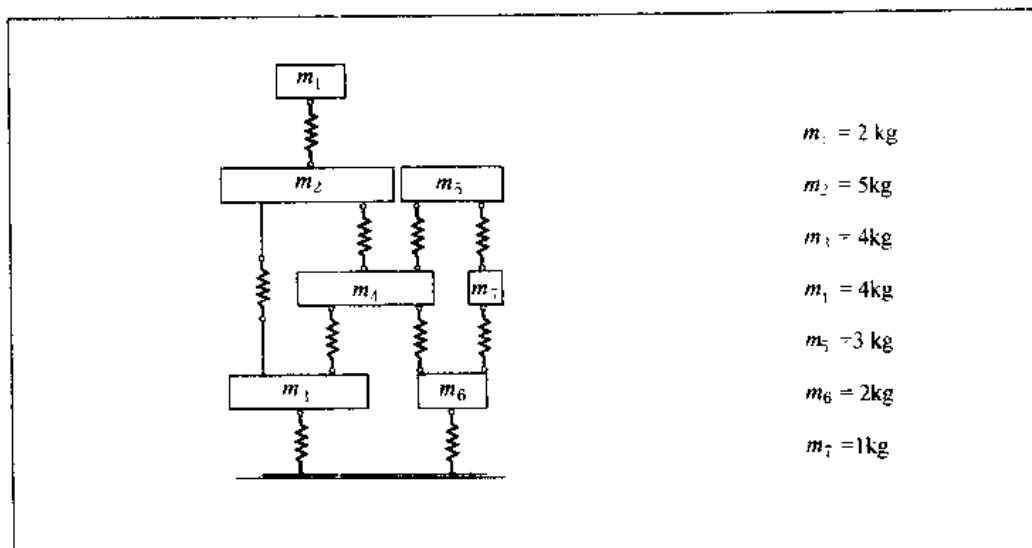 m₁
m₂ m₅
m₄ m₇
m₃ m₆
m₁ = 2 kg
m₂ = 5kg
m₃ = 4kg
m₄ = 4kg
m₅ =3 kg
m₆ = 2kg
m₇ =1kg